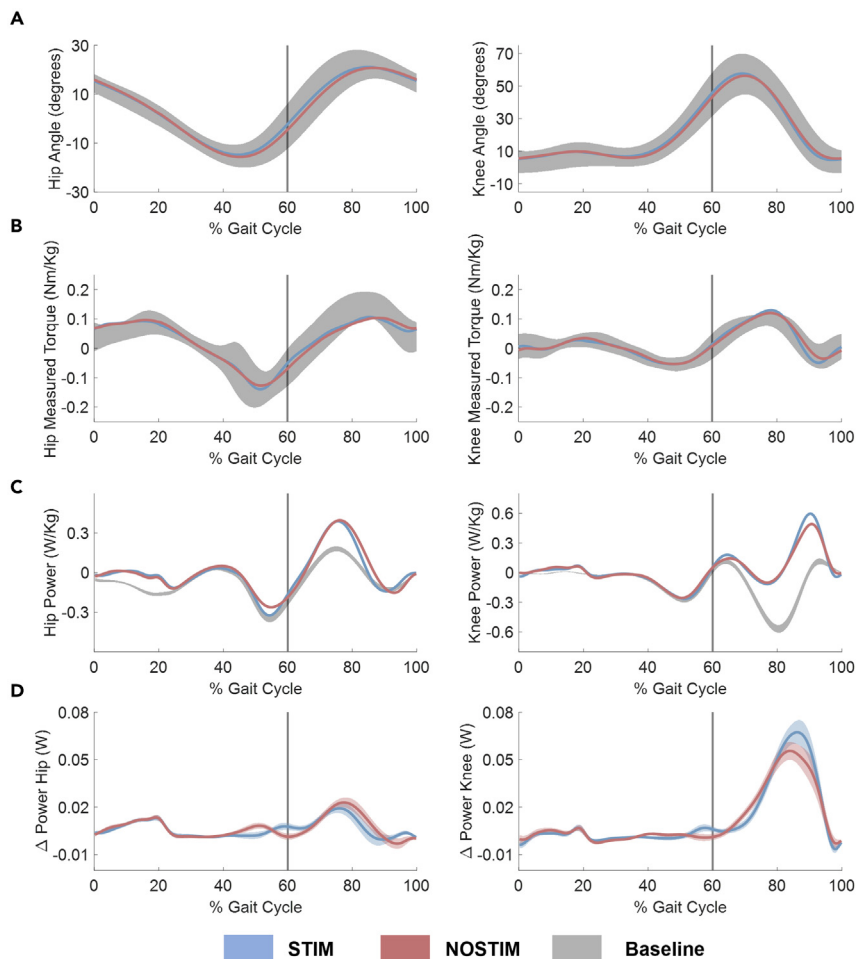 A
Hip Angle (degrees)
30
10
-10
-30
0 20 40 60 80 100
% Gait Cycle
Knee Angle (degrees)
70
50
30
10
-10
0 20 40 60 80 100
% Gait Cycle
B
Hip Measured Torque (Nm/Kg)
0.2
0.1
0
-0.1
-0.2
0 20 40 60 80 100
% Gait Cycle
Knee Measured Torque (Nm/Kg)
0.2
0.1
0
-0.1
-0.2
0 20 40 60 80 100
% Gait Cycle
C
Hip Power (W/Kg)
0.3
0
-0.3
0 20 40 60 80 100
% Gait Cycle
Knee Power (W/Kg)
0.6
0.3
0
-0.3
-0.6
0 20 40 60 80 100
% Gait Cycle
D
Δ Power Hip (W)
0.08
0.05
0.02
-0.01
0 20 40 60 80 100
% Gait Cycle
Δ Power Knee (W)
0.08
0.05
0.02
-0.01
0 20 40 60 80 100
% Gait Cycle
STIM NOSTIM Baseline